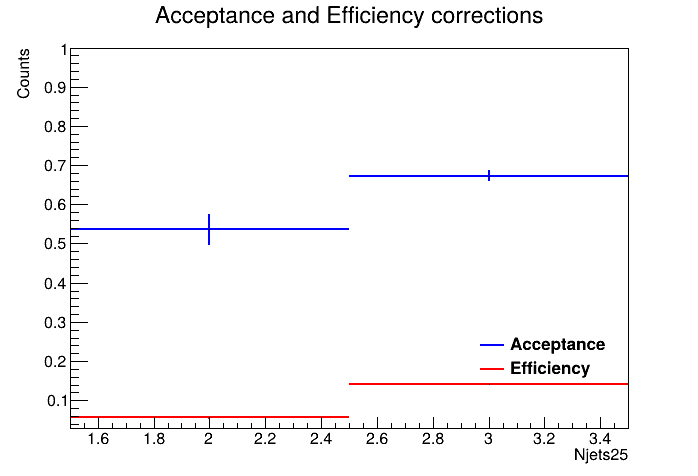 Acceptance and Efficiency corrections
Counts
1
0.9
0.8
0.7
0.6
0.5
0.4
0.3
0.2
0.1
Acceptance
Efficiency
1.6 1.8 2 2.2 2.4 2.6 2.8 3 3.2 3.4
Njets25